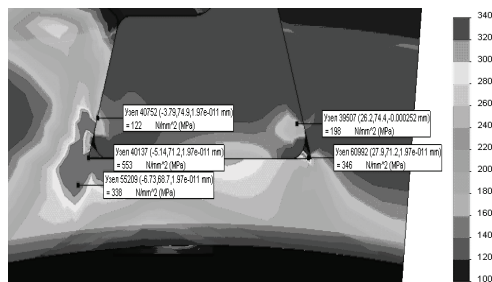 340
320
300
280
260
240
220
200
180
160
140
120
100
Узел 40752 (-3.79,74.9,1.97e-011 mm)
= 122 N/mm^2 (MPa)
Узел 39507 (26.2,74.4,-0.000252 mm)
= 198 N/mm^2 (MPa)
Узел 40137 (-5.14,71.2,1.97e-011 mm)
= 553 N/mm^2 (MPa)
Узел 60992 (27.9,71.2,1.97e-011 mm)
= 346 N/mm^2 (MPa)
Узел 55209 (-6.73,68.7,1.97e-011 mm)
= 338 N/mm^2 (MPa)